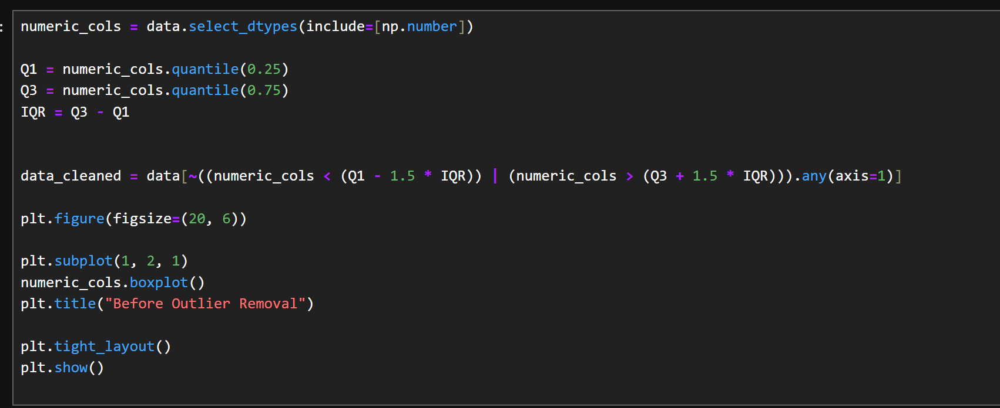 :
numeric_cols = data.select_dtypes(include=[np.number])
Q1 = numeric_cols.quantile(0.25)
Q3 = numeric_cols.quantile(0.75)
IQR = Q3 - Q1
data_cleaned = data[~((numeric_cols < (Q1 - 1.5 * IQR)) | (numeric_cols > (Q3 + 1.5 * IQR))).any(axis=1)]
plt.figure(figsize=(20, 6))
plt.subplot(1, 2, 1)
numeric_cols.boxplot()
plt.title("Before Outlier Removal")
plt.tight_layout()
plt.show()